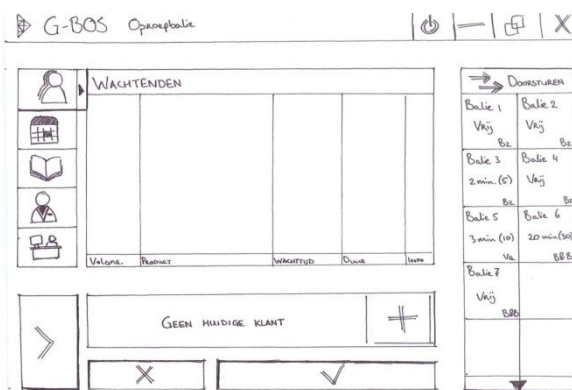 G-BOS Oproepbalie
WACHTENDEN
VOLGNR. PRODUCT WACHTTIJD DUUR INFO
GEEN HUIDIGE KLANT
DOORSTUREN
Balie 1
Vrij
Bz
Balie 2
Vrij
Bz
Balie 3
2 min. (5)
Bz
Balie 4
Vrij
Bz
Balie 5
3 min (10)
Va.
Balie 6
20 min (30)
B&B
Balie 7
Vrij
B&B